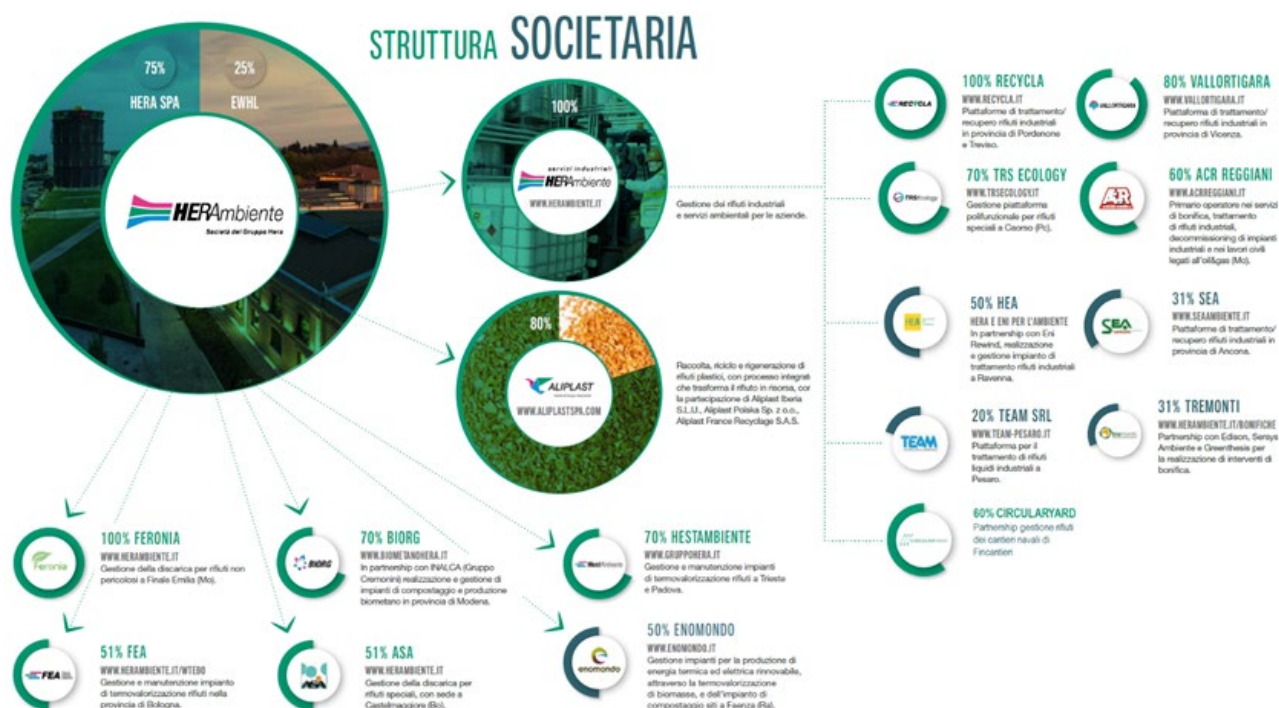 STRUTTURA SOCIETARIA
75%
HERA SPA
25%
EWHL
HERAmbiente
Società del Gruppo Hera
100%
servizi industriali
HERAmbiente
WWW.HERAMBIENTE.IT
Gestione dei rifiuti industriali
e servizi ambientali per le aziende.
80%
ALIPLAST
WWW.ALIPLASTSPA.COM
Raccolta, riciclo e rigenerazione di
rifiuti plastici, con processo integrati
che trasforma il rifiuto in risorsa, cor
la partecipazione di Aliplast Iberia
S.L.U., Aliplast Polska Sp. z o.o.,
Aliplast France Recyclage S.A.S.
RECYCLA
100% RECYCLA
WWW.RECYCLA.IT
Piattaforme di trattamento/
recupero rifiuti industriali
in provincia di Pordenone
e Treviso.
VALLORTIGARA
80% VALLORTIGARA
WWW.VALLORTIGARA.IT
Piattaforma di trattamento/
recupero rifiuti industriali in
provincia di Vicenza.
TRSEcology
70% TRS ECOLOGY
WWW.TRSECOLOGY.IT
Gestione piattaforma
polifunzionale per rifiuti
speciali a Caorso (Pc).
60% ACR REGGIANI
WWW.ACRREGGIANI.IT
Primario operatore nei servizi
di bonifica, trattamento
di rifiuti industriali,
decommissioning di impianti
industriali e nei lavori civili
legati all'oil&gas (Mo).
HEA
50% HEA
HERA E ENI PER L'AMBIENTE
In partnership con Eni
Rewind, realizzazione
e gestione impianto di
trattamento rifiuti industriali
a Ravenna.
SEA
31% SEA
WWW.SEAAMBIENTE.IT
Piattaforme di trattamento/
recupero rifiuti industriali in
provincia di Ancona.
TEAM
20% TEAM SRL
WWW.TEAM-PESARO.IT
Piattaforma per il
trattamento di rifiuti
liquidi industriali a
Pesaro.
31% TREMONTI
WWW.HERAMBIENTE.IT/BONIFICHE
Partnership con Edison, Sersys
Ambiente e Greenthesis per
la realizzazione di interventi di
bonifica.
60% CIRCULARYARD
Partnership gestione rifiuti
dei cantieri navali di
Fincantieri
Feronia
100% FERONIA
WWW.HERAMBIENTE.IT
Gestione della discarica per rifiuti non
pericolosi a Finale Emilia (Mo).
BIORG
70% BIORG
WWW.BIOMETANOHERA.IT
In partnership con INALCA (Gruppo
Cremonini) realizzazione e gestione di
impianti di compostaggio e produzione
biometano in provincia di Modena.
HestAmbiente
70% HESTAMBIENTE
WWW.GRUPPOHERA.IT
Gestione e manutenzione impianti
di termovalorizzazione rifiuti a Trieste
e Padova.
FEA
51% FEA
WWW.HERAMBIENTE.IT/WTEBO
Gestione e manutenzione impianto
di termovalorizzazione rifiuti nella
provincia di Bologna.
ASA
51% ASA
WWW.HERAMBIENTE.IT
Gestione della discarica per
rifiuti speciali, con sede a
Castelmaggiore (Bo).
enomondo
50% ENOMONDO
WWW.ENOMONDO.IT
Gestione impianti per la produzione di
energia termica ed elettrica rinnovabile,
attraverso la termovalorizzazione
di biomasse, e dell'impianto di
compostaggio siti a Faenza (Ra).